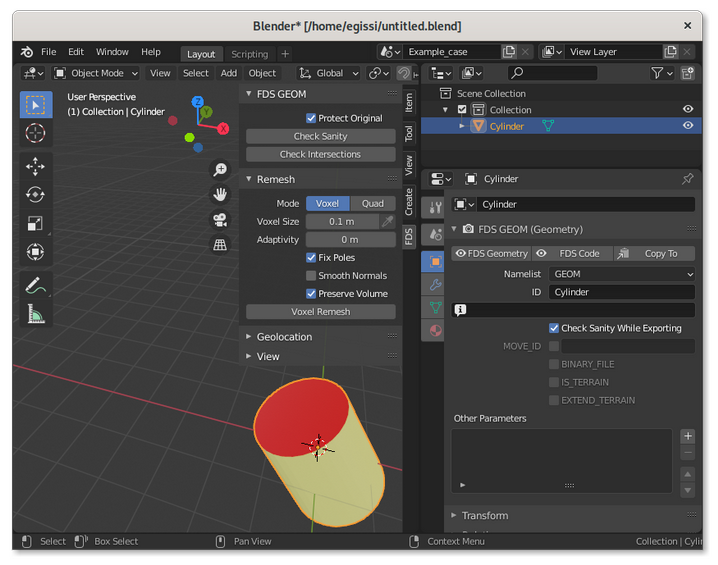 Blender* [/home/egissi/untitled.blend]
File Edit Window Help Layout Scripting Example_case View Layer
Object Mode View Select Add Object Global
User Perspective
(1) Collection | Cylinder
Z
Y
X
FDS GEOM
Protect Original
Check Sanity
Check Intersections
Remesh
Mode Voxel Quad
Voxel Size 0.1 m
Adaptivity 0 m
Fix Poles
Smooth Normals
Preserve Volume
Voxel Remesh
Geolocation
View
Item
Tool
View
Create
FDS
Scene Collection
Collection
Cylinder
Cylinder
Cylinder
FDS GEOM (Geometry)
FDS Geometry FDS Code Copy To
Namelist GEOM
ID Cylinder
Check Sanity While Exporting
MOVE_ID
BINARY_FILE
IS_TERRAIN
EXTEND_TERRAIN
Other Parameters
Transform
Select Box Select Pan View Context Menu Collection | Cylin